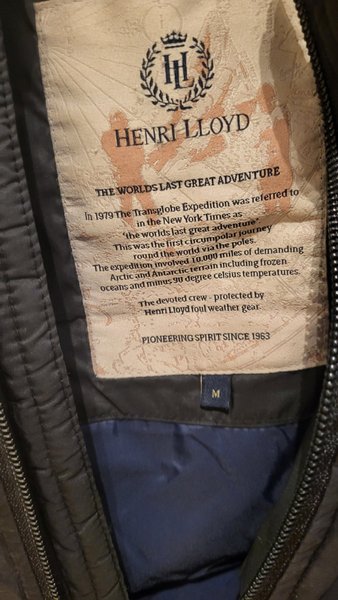 HL
HENRI LLOYD
THE WORLDS LAST GREAT ADVENTURE
In 1979 The Transglobe Expedition was referred to
in the New York Times as
'the worlds last great adventure'.
This was the first circumpolar journey
round the world via the poles.
The expedition involved 10,000 miles of demanding
Arctic and Antarctic terrain including frozen
oceans and minus 90 degree celsius temperatures.
The devoted crew - protected by
Henri Lloyd foul weather gear.
PIONEERING SPIRIT SINCE 1963
M